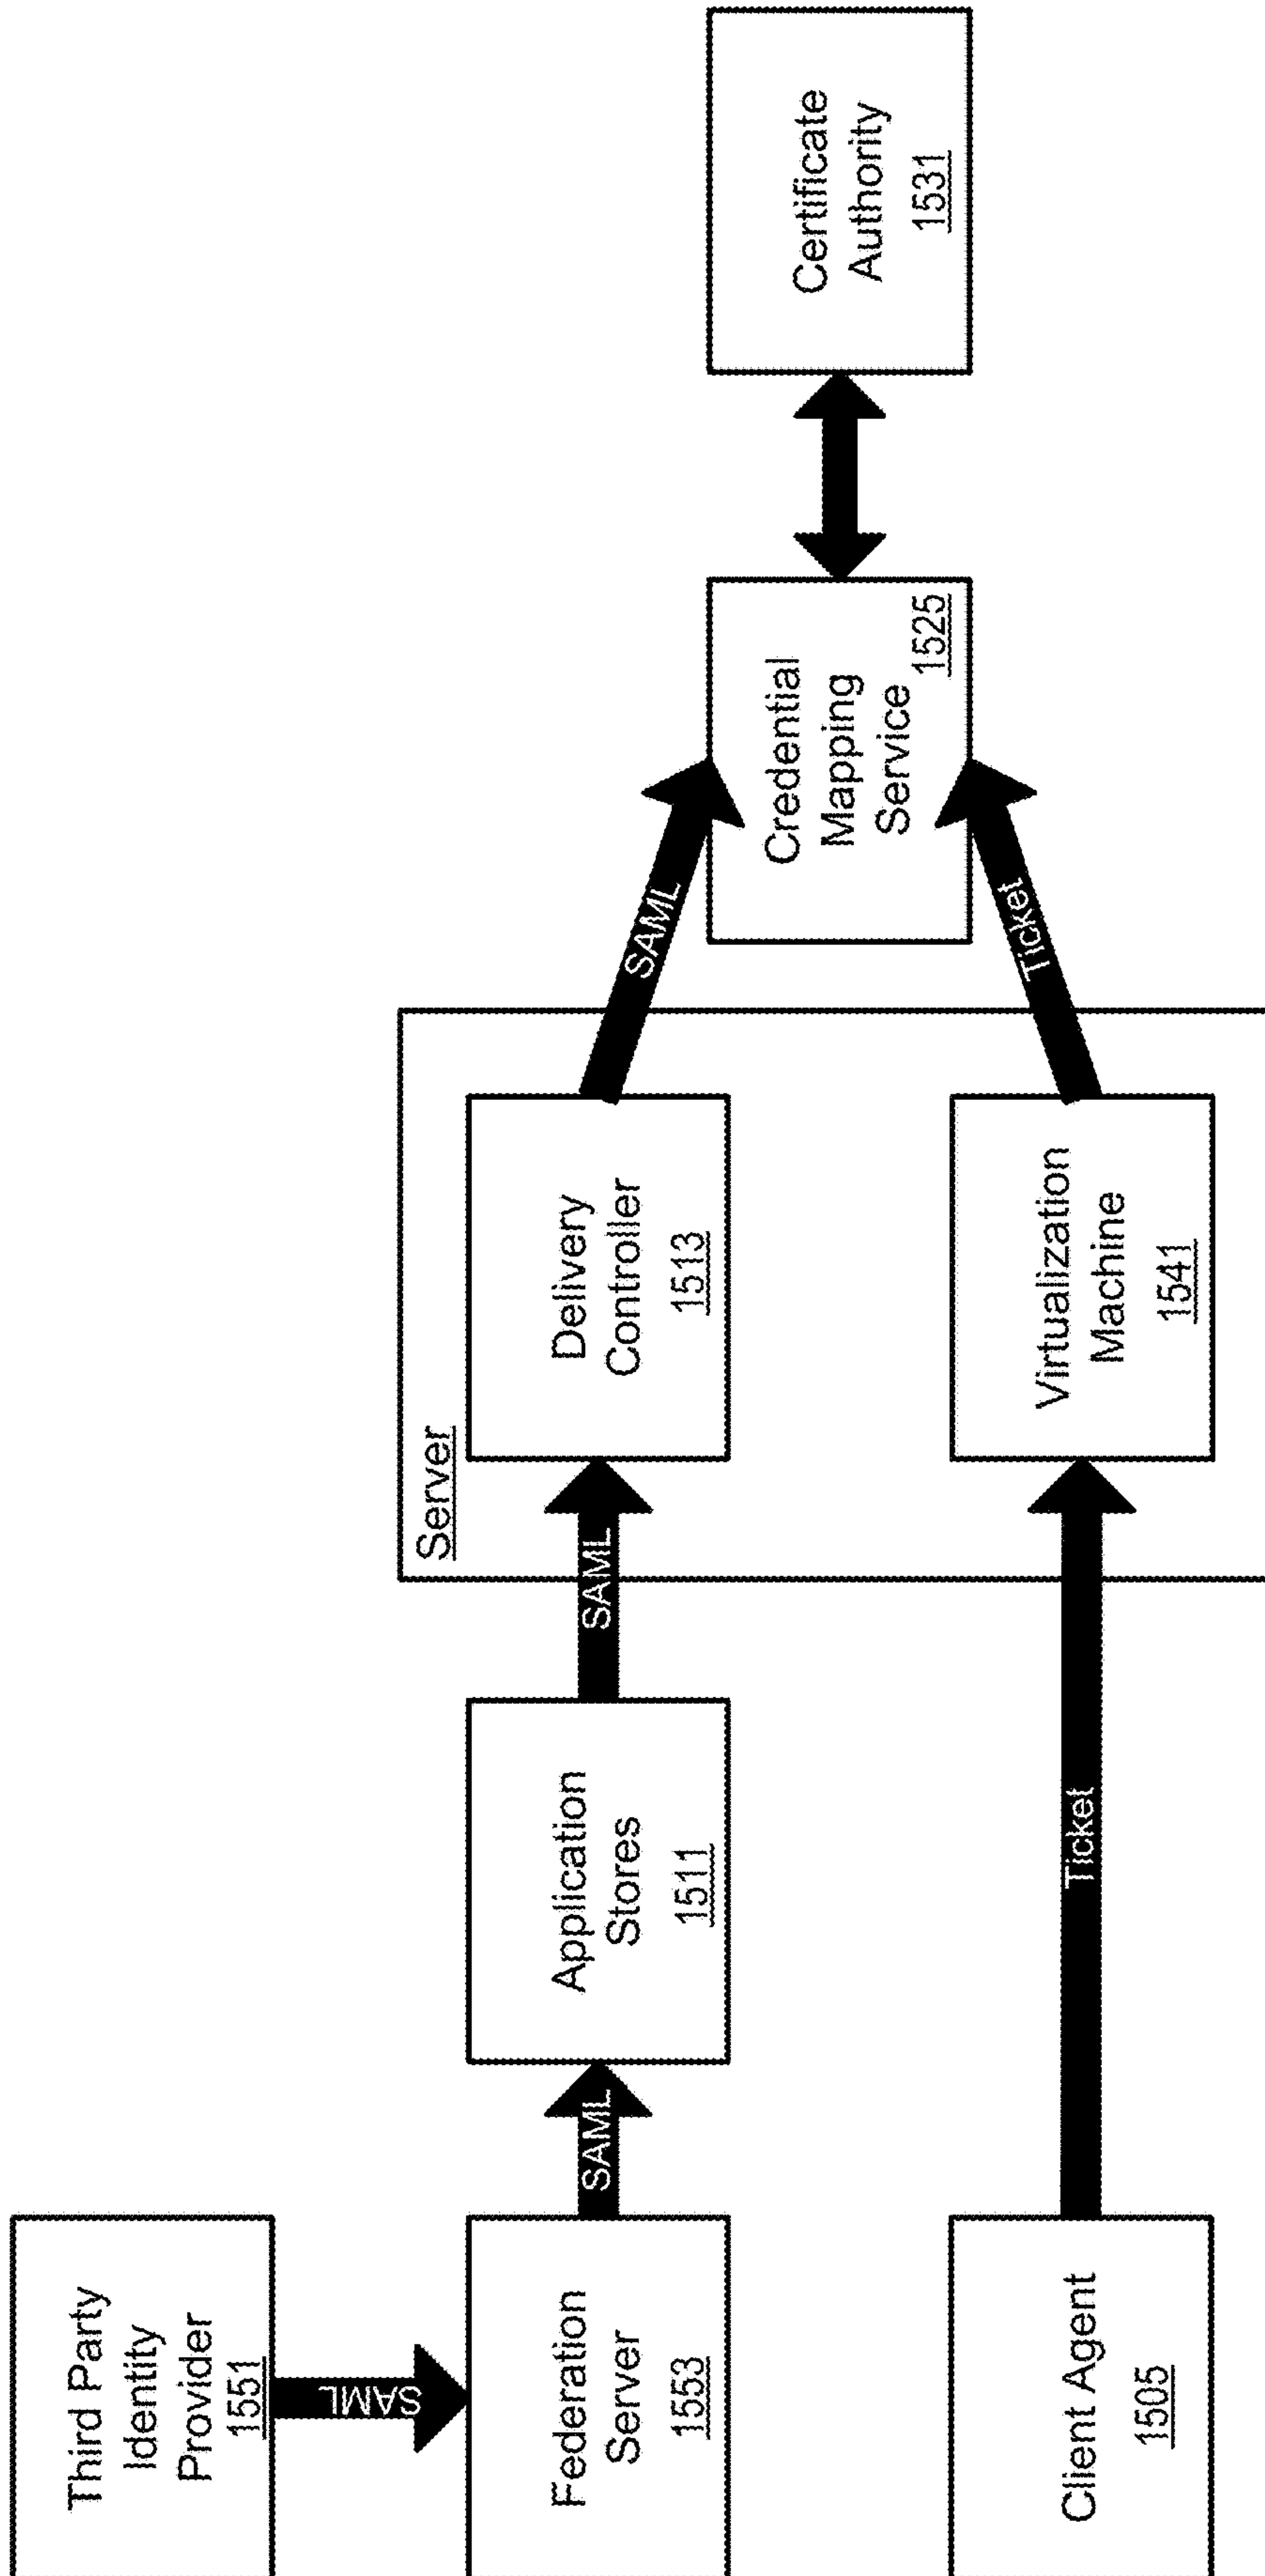 Third Party
Identity
Provider
1551
SAML
Federation
Server
1553
SAML
Application
Stores
1511
SAML
Server
Delivery
Controller
1513
SAML
Credential
Mapping
Service
1525
Certificate
Authority
1531
Client Agent
1505
Ticket
Virtualization
Machine
1541
Ticket